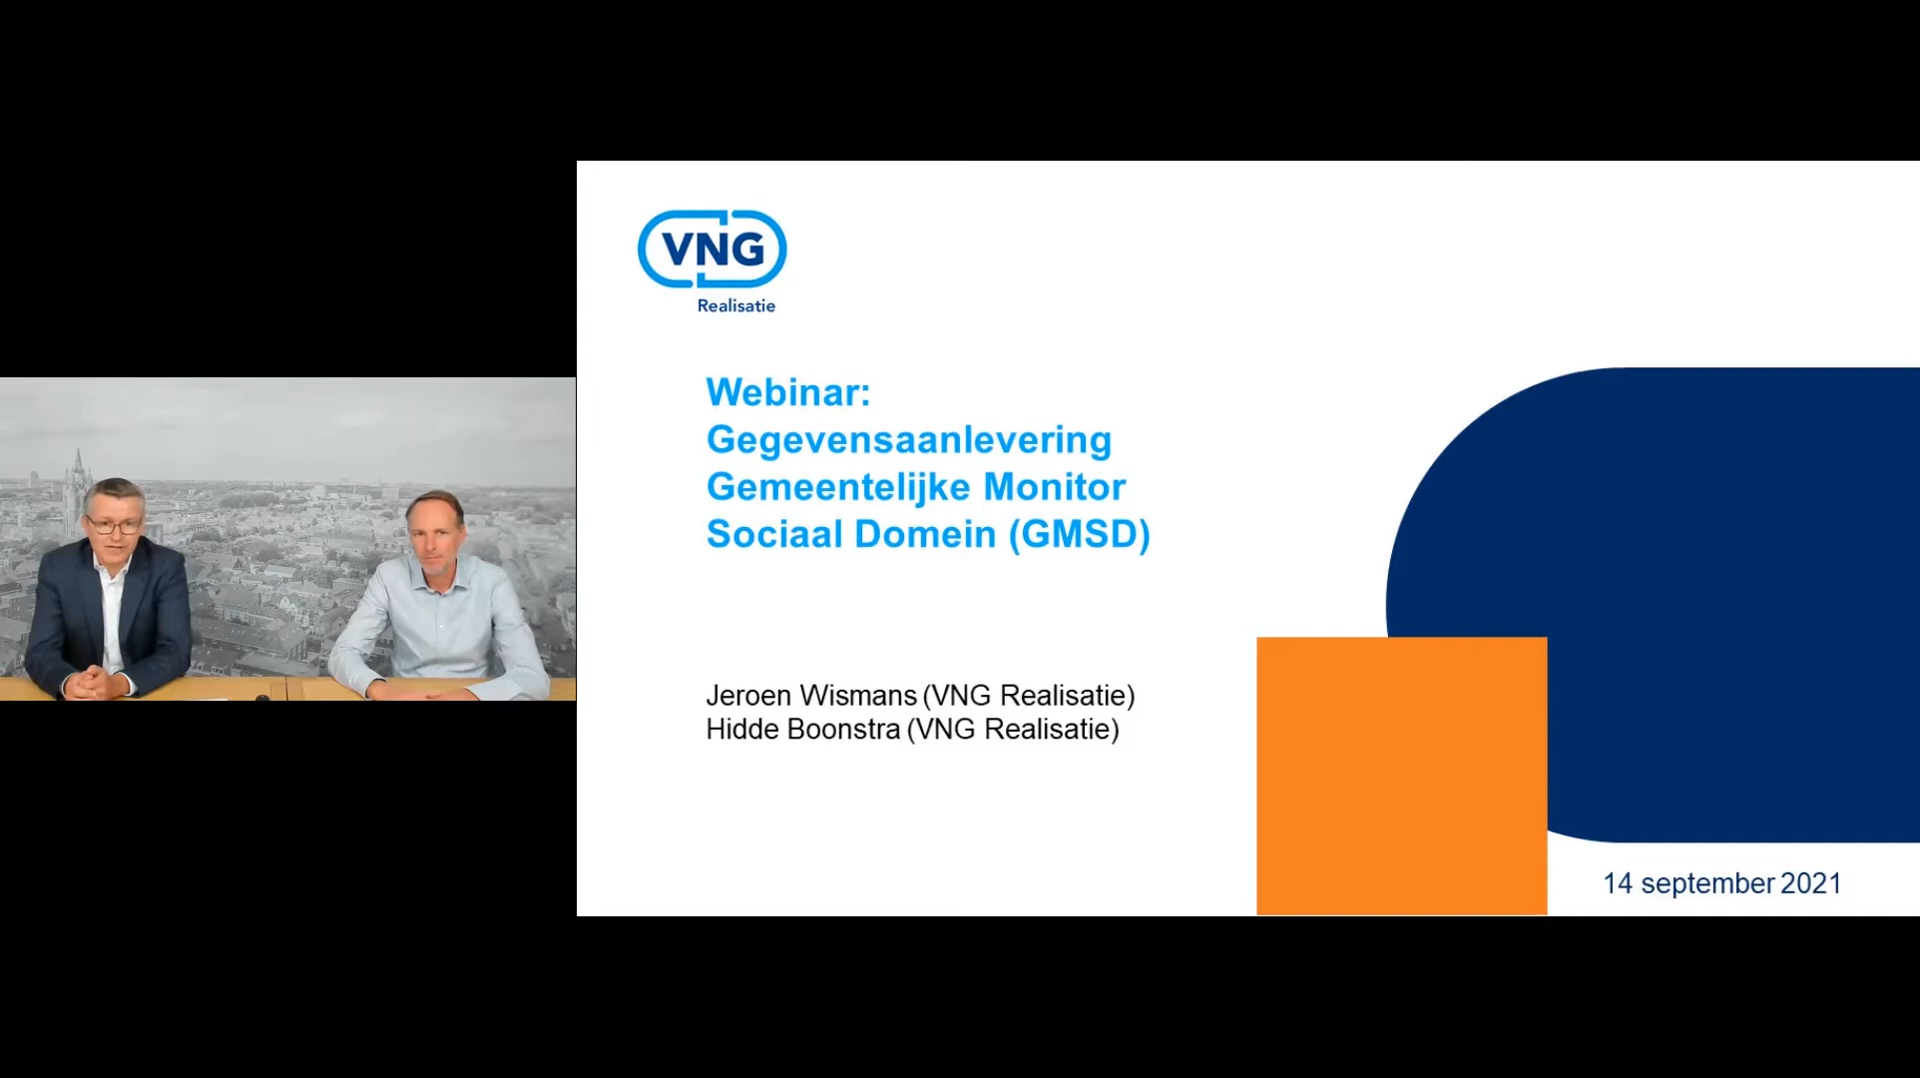 VNG
Realisatie
Webinar:
Gegevensaanlevering
Gemeentelijke Monitor
Sociaal Domein (GMSD)
Jeroen Wismans (VNG Realisatie)
Hidde Boonstra (VNG Realisatie)
14 september 2021